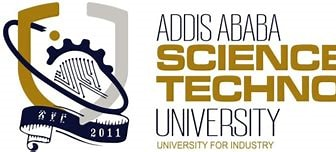 ADDIS ABABA
SCIENCE
TECHNO
UNIVERSITY
UNIVERSITY FOR INDUSTRY
2011